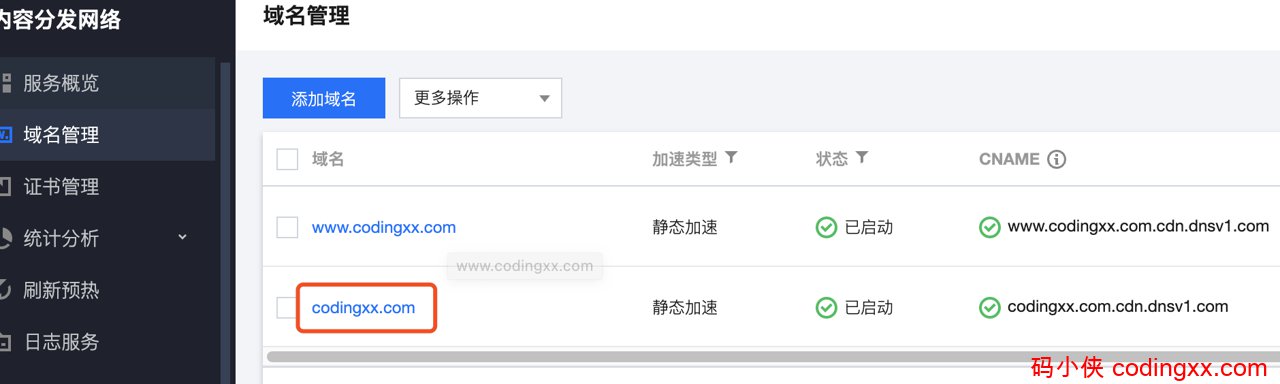 内容分发网络
域名管理
服务概览
域名管理
证书管理
统计分析
刷新预热
日志服务
添加域名
更多操作
域名 加速类型 状态 CNAME
www.codingxx.com 静态加速 已启动 www.codingxx.com.cdn.dnsv1.com
www.codingxx.com
codingxx.com 静态加速 已启动 codingxx.com.cdn.dnsv1.com
码小侠 codingxx.com